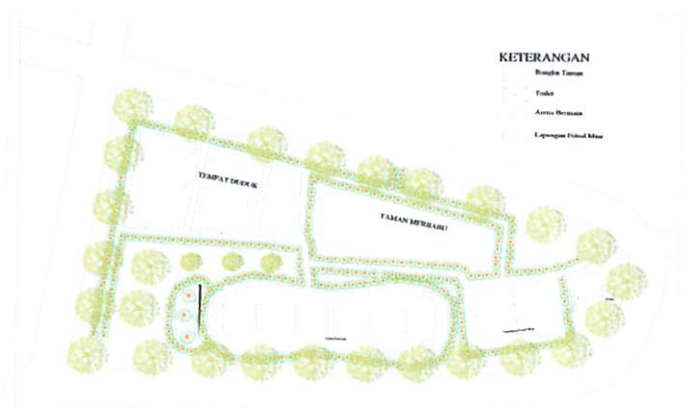 KETERANGAN
Bangku Taman
Toilet
Arena Bermain
Lapangan Futsal Mini
TEMPAT DUDUK
TAMAN MERBABU